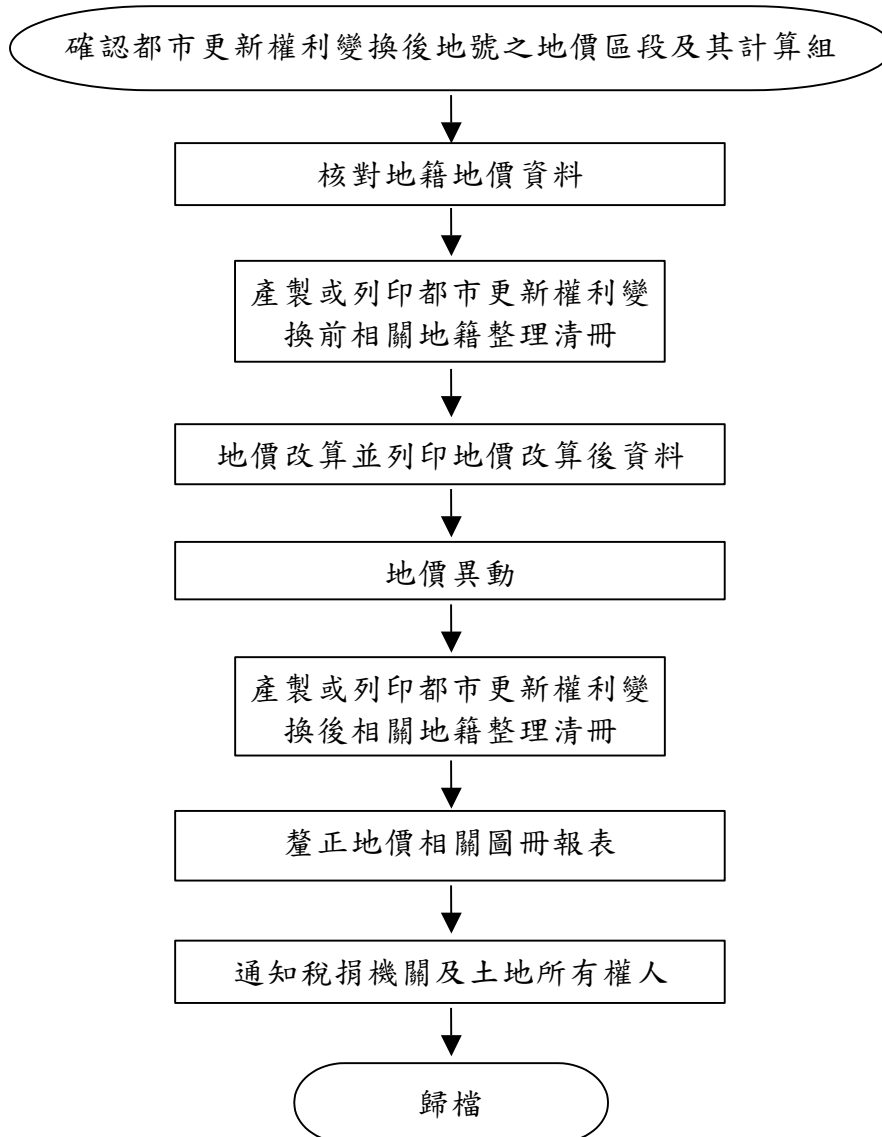 確認都市更新權利變換後地號之地價區段及其計算組
核對地籍地價資料
產製或列印都市更新權利變
換前相關地籍整理清冊
地價改算並列印地價改算後資料
地價異動
產製或列印都市更新權利變
換後相關地籍整理清冊
釐正地價相關圖冊報表
通知稅捐機關及土地所有權人
歸檔